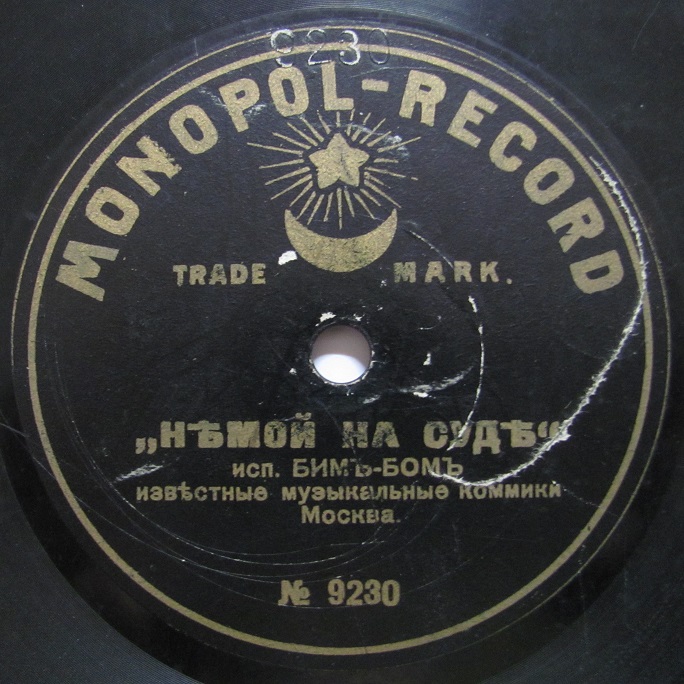 9230
MONOPOL-RECORD
TRADE MARK.
„НѢМОЙ НА СУДѢ“
исп. БИМЪ-БОМЪ
извѣстные музыкальные коммики
Москва.
№ 9230